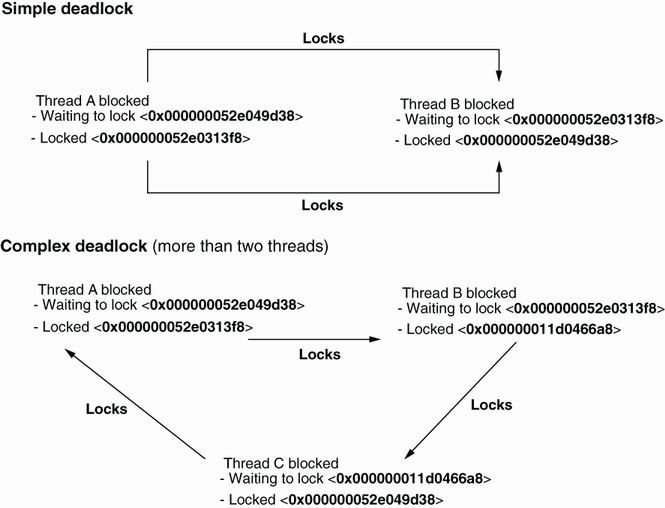 Simple deadlock
Locks
Thread A blocked
- Waiting to lock <0x000000052e049d38>
- Locked <0x000000052e0313f8>
Thread B blocked
- Waiting to lock <0x000000052e0313f8>
- Locked <0x000000052e049d38>
Locks
Complex deadlock (more than two threads)
Thread A blocked
- Waiting to lock <0x000000052e049d38>
- Locked <0x000000052e0313f8>
Thread B blocked
- Waiting to lock <0x000000052e0313f8>
- Locked <0x000000011d0466a8>
Locks
Locks
Locks
Thread C blocked
- Waiting to lock <0x000000011d0466a8>
- Locked <0x000000052e049d38>